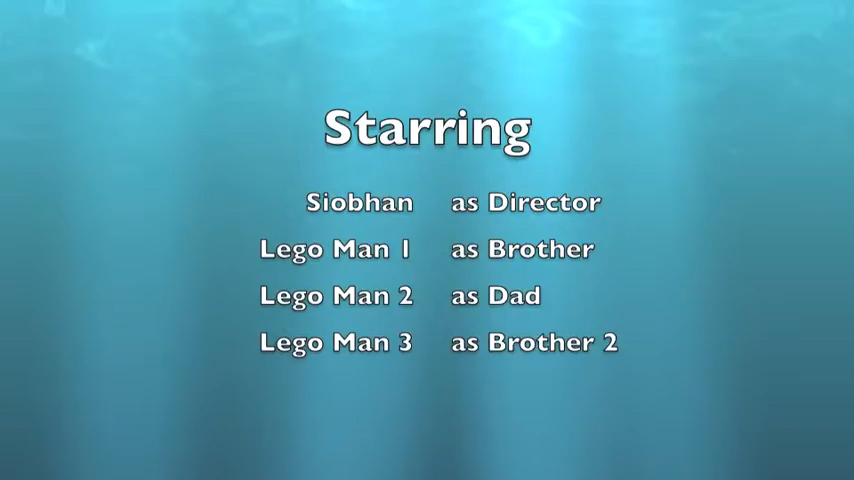 Starring
Siobhan as Director
Lego Man 1 as Brother
Lego Man 2 as Dad
Lego Man 3 as Brother 2